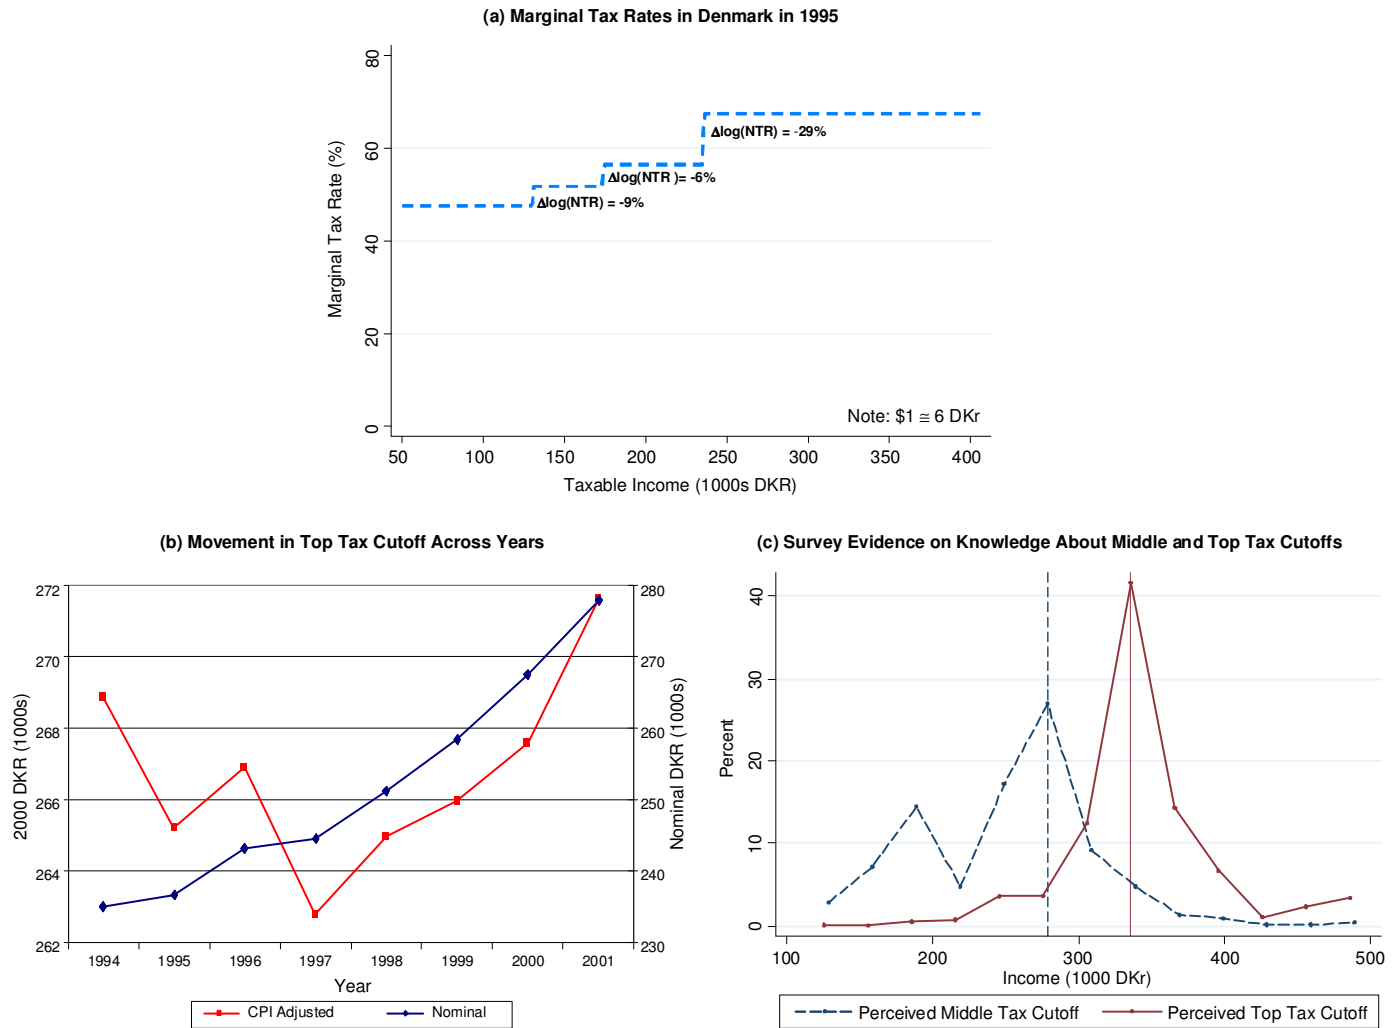 (a) Marginal Tax Rates in Denmark in 1995
80
60
40
20
0
Marginal Tax Rate (%)
Δlog(NTR) = -29%
Δlog(NTR )= -6%
Δlog(NTR) = -9%
Note: $1 ≅ 6 DKr
50 100 150 200 250 300 350 400
Taxable Income (1000s DKR)
(b) Movement in Top Tax Cutoff Across Years
272
270
268
266
264
262
2000 DKR (1000s)
280
270
260
250
240
230
Nominal DKR (1000s)
1994 1995 1996 1997 1998 1999 2000 2001
Year
CPI Adjusted Nominal
(c) Survey Evidence on Knowledge About Middle and Top Tax Cutoffs
40
30
20
10
0
Percent
100 200 300 400 500
Income (1000 DKr)
Perceived Middle Tax Cutoff Perceived Top Tax Cutoff